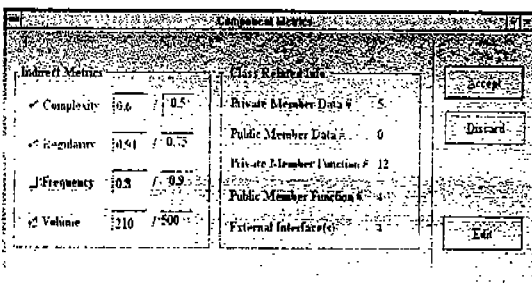 Component Metrics
Indirect Metrics
Complexity 0.6 / 0.5
Regularity 0.91 / 0.75
Frequency 0.8 / 0.9
Volume 210 / 500
Class Related Info
Private Member Data # 5
Public Member Data # 0
Private Member Function # 12
Public Member Function # 4
External Interface(s)
Accept
Discard
Edit